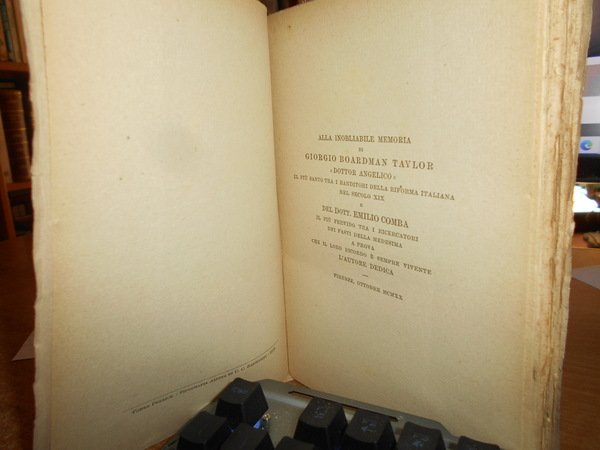 ALLA INOBLIABILE MEMORIA
DI
GIORGIO BOARDMAN TAYLOR
«DOTTOR ANGELICO»
IL PIÙ SANTO TRA I BANDITORI DELLA RIFORMA ITALIANA
NEL SECOLO XIX
E
DEL DOTT. EMILIO COMBA
IL PIÙ FERVIDO TRA I RICERCATORI
DEI FASTI DELLA MEDESIMA
A PROVA
CHE IL LORO RICORDO È SEMPRE VIVENTE
L'AUTORE DEDICA
FIRENZE, OTTOBRE MCMXX
Tipografia